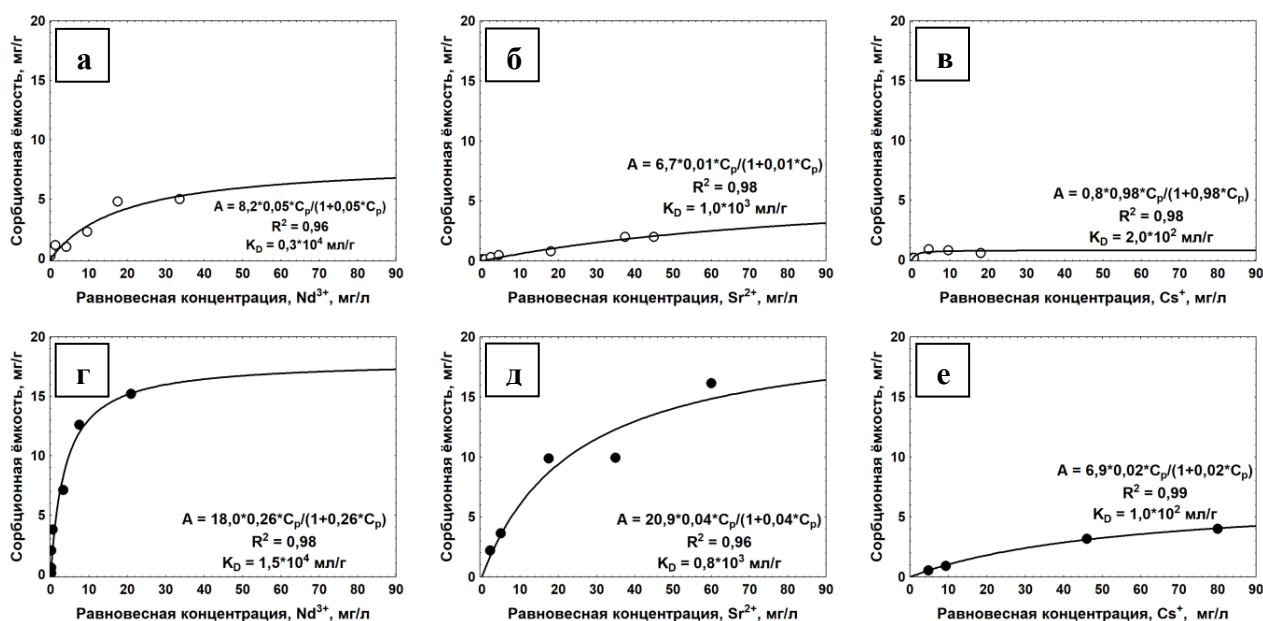 а
Сорбционная ёмкость, мг/г
20
15
10
5
0
A = 8,2*0,05*Cₚ/(1+0,05*Cₚ)
R² = 0,96
K_D = 0,3*10⁴ мл/г
0 10 20 30 40 50 60 70 80 90
Равновесная концентрация, Nd³⁺, мг/л
б
Сорбционная ёмкость, мг/г
20
15
10
5
0
A = 6,7*0,01*Cₚ/(1+0,01*Cₚ)
R² = 0,98
K_D = 1,0*10³ мл/г
0 10 20 30 40 50 60 70 80 90
Равновесная концентрация, Sr²⁺, мг/л
в
Сорбционная ёмкость, мг/г
20
15
10
5
0
A = 0,8*0,98*Cₚ/(1+0,98*Cₚ)
R² = 0,98
K_D = 2,0*10² мл/г
0 10 20 30 40 50 60 70 80 90
Равновесная концентрация, Cs⁺, мг/л
г
Сорбционная ёмкость, мг/г
20
15
10
5
0
A = 18,0*0,26*Cₚ/(1+0,26*Cₚ)
R² = 0,98
K_D = 1,5*10⁴ мл/г
0 10 20 30 40 50 60 70 80 90
Равновесная концентрация, Nd³⁺, мг/л
д
Сорбционная ёмкость, мг/г
20
15
10
5
0
A = 20,9*0,04*Cₚ/(1+0,04*Cₚ)
R² = 0,96
K_D = 0,8*10³ мл/г
0 10 20 30 40 50 60 70 80 90
Равновесная концентрация, Sr²⁺, мг/л
е
Сорбционная ёмкость, мг/г
20
15
10
5
0
A = 6,9*0,02*Cₚ/(1+0,02*Cₚ)
R² = 0,99
K_D = 1,0*10² мл/г
0 10 20 30 40 50 60 70 80 90
Равновесная концентрация, Cs⁺, мг/л